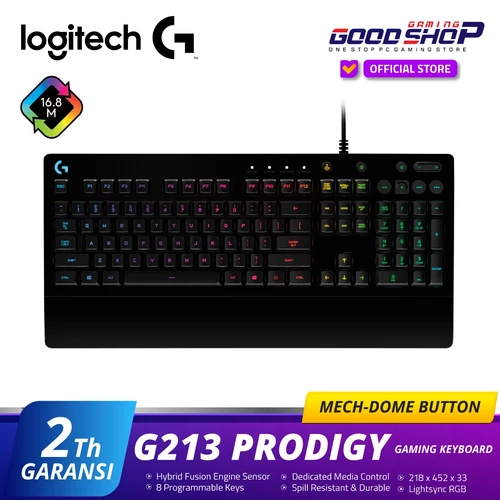 logitech G
GAMING
GOODSHOP
ONE STOP PC GAMING STORE
OFFICIAL STORE
16.8
M
MECH-DOME BUTTON
2Th
GARANSI
G213 PRODIGY GAMING KEYBOARD
• Hybrid Fusion Engine Sensor • Dedicated Media Control • 218 x 452 x 33
• 8 Programmable Keys • Spill Resistant & Durable • Lightsync RGB